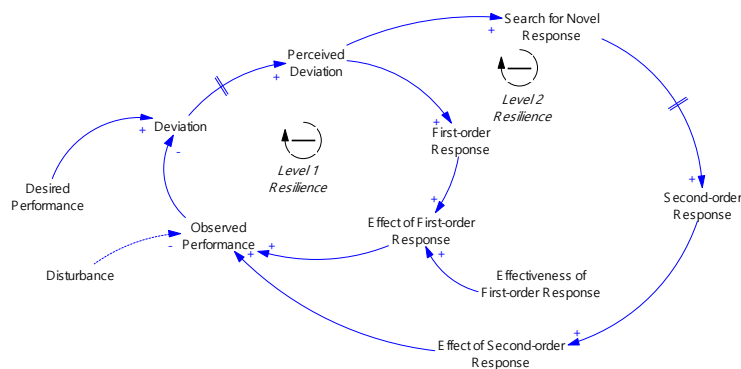 Search for Novel
Response
+
Perceived
Deviation
+
Level 2
Resilience
+
Deviation
-
+
First-order
Response
Level 1
Resilience
Desired
Performance
+
Second-order
Response
+
Effect of First-order
Response
Observed
Performance
-
+
+
+
Disturbance
Effectiveness of
First-order Response
+
Effect of Second-order
Response